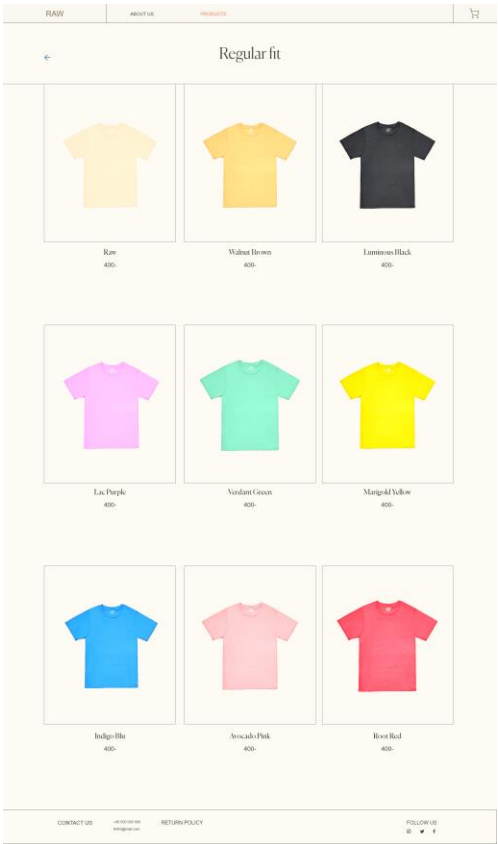 RAW
ABOUT US
PRODUCTS
Regular fit
Raw
Walnut Brown
Luminous Black
400-
400-
400-
Lac Purple
Verdant Green
Marigold Yellow
400-
400-
400-
Indigo Blu
Avocado Pink
Root Red
400-
400-
400-
CONTACT US
RETURN POLICY
FOLLOW US